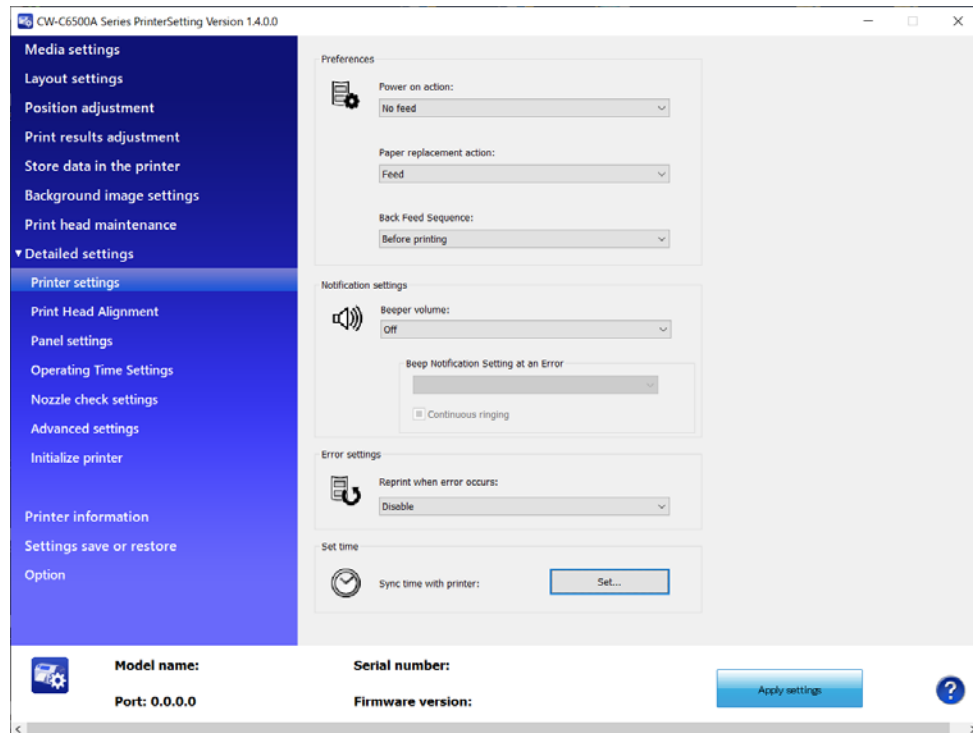 CW-C6500A Series PrinterSetting Version 1.4.0.0
Media settings
Layout settings
Position adjustment
Print results adjustment
Store data in the printer
Background image settings
Print head maintenance
Detailed settings
Printer settings
Print Head Alignment
Panel settings
Operating Time Settings
Nozzle check settings
Advanced settings
Initialize printer
Printer information
Settings save or restore
Option
Preferences
Power on action:
No feed
Paper replacement action:
Feed
Back Feed Sequence:
Before printing
Notification settings
Beeper volume:
Off
Beep Notification Setting at an Error
Continuous ringing
Error settings
Reprint when error occurs:
Disable
Set time
Sync time with printer:
Set...
Model name:
Serial number:
Port: 0.0.0.0
Firmware version:
Apply settings
?